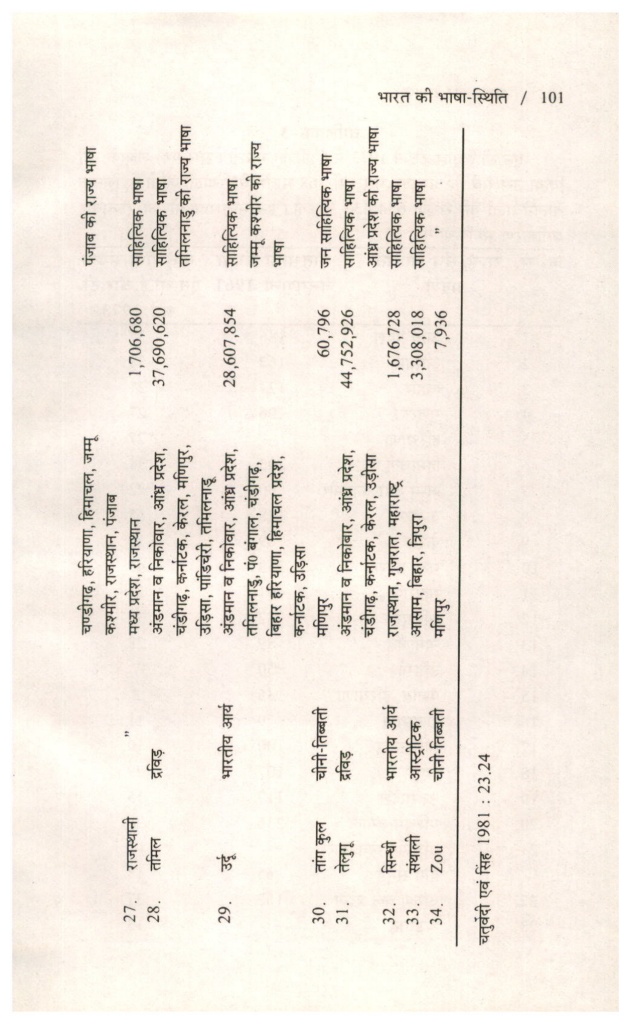 भारत की भाषा-स्थिति / 101
चण्डीगढ़, हरियाणा, हिमाचल, जम्मू पंजाब की राज्य भाषा
कश्मीर, राजस्थान, पंजाब
27. राजस्थानी " मध्य प्रदेश, राजस्थान 1,706,680 साहित्यिक भाषा
28. तमिल द्रविड़ अंडमान व निकोवार, आंध्र प्रदेश, 37,690,620 साहित्यिक भाषा
चंडीगढ़, कर्नाटक, केरल, मणिपुर, तमिलनाडु की राज्य भाषा
उड़िसा, पांडिचेरी, तमिलनाडू
29. उर्दू भारतीय आर्य अंडमान व निकोवार, आंध्र प्रदेश, 28,607,854 साहित्यिक भाषा
तमिलनाडु, पं0 बंगाल, चंडीगढ़, जम्मू कश्मीर की राज्य
बिहार हरियाणा, हिमाचल प्रदेश, भाषा
कर्नाटक, उड़िसा
30. तांग कुल चीनी-तिब्बती मणिपुर 60,796 जन साहित्यिक भाषा
31. तेलुगू द्रविड़ अंडमान व निकोबार, आंध्र प्रदेश, 44,752,926 साहित्यिक भाषा
चंडीगढ़, कर्नाटक, केरल, उड़ीसा आंध्र प्रदेश की राज्य भाषा
32. सिन्धी भारतीय आर्य राजस्थान, गुजरात, महाराष्ट्र 1,676,728 साहित्यिक भाषा
33. संथाली आस्ट्रीटिक आसाम, बिहार, त्रिपुरा 3,308,018 साहित्यिक भाषा
34. Zou चीनी-तिब्बती मणिपुर 7,936 "
चतुर्वेदी एवं सिंह 1981 : 23.24